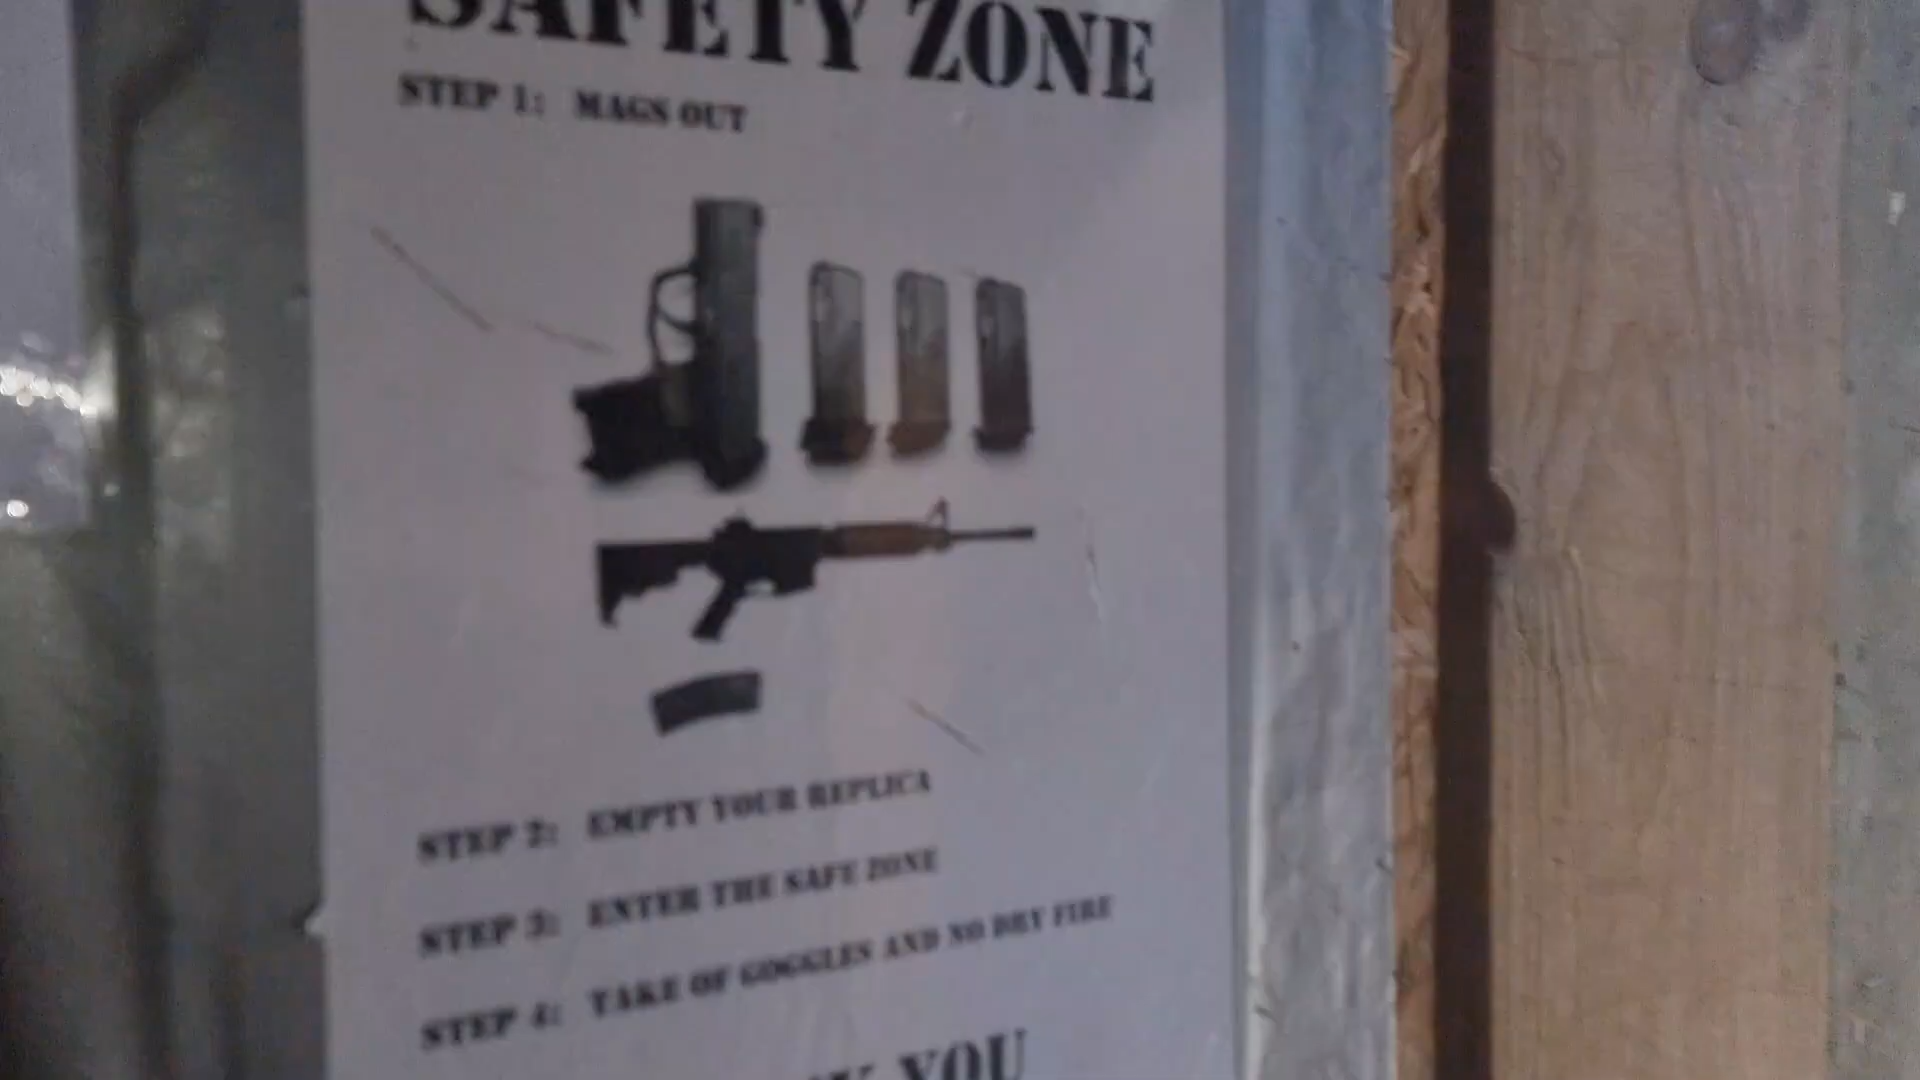 SAFETY ZONE
STEP 1: MAGS OUT
STEP 2: EMPTY YOUR REPLICA
STEP 3: ENTER THE SAFE ZONE
STEP 4: TAKE OF GOGGLES AND NO DRY FIRE
YOU